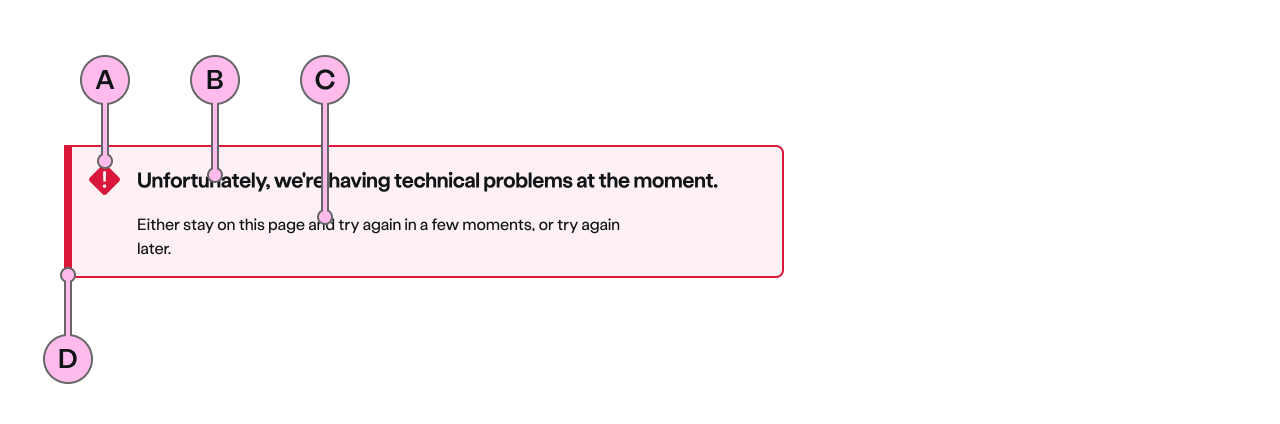 A B C
Unfortunately, we're having technical problems at the moment.
Either stay on this page and try again in a few moments, or try again
later.
D